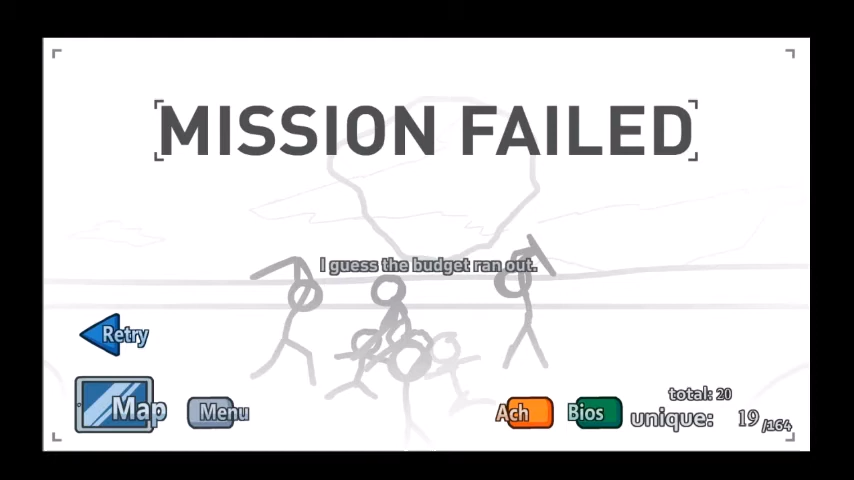 MISSION FAILED
I guess the budget ran out.
Retry
Map
Menu
Ach
Bios
total: 20
unique: 19 /164